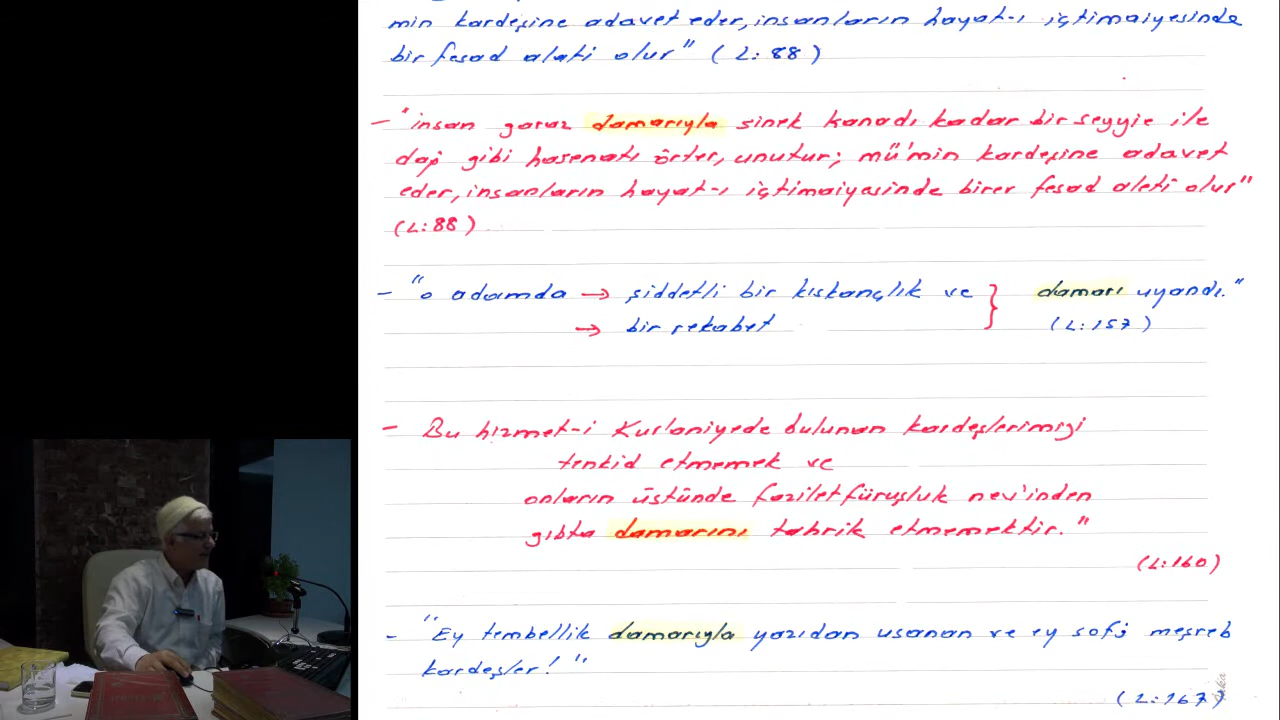 min kardeşine adavet eder, insanların hayat-ı içtimaiyesinde
bir fesad alati olur" (L: 88)
- "insan garaz damarıyla sinek kanadı kadar bir seyyie ile
dağ gibi hasenatı örter, unutur; mü'min kardeşine adavet
eder, insanların hayat-ı içtimaiyesinde birer fesad aleti olur"
(L: 88)
- "o adamda → şiddetli bir kıskançlık ve } damarı uyandı."
→ bir rekabet (L: 157)
- Bu hizmet-i Kur'aniyede bulunan kardeşlerimizi
tenkid etmemek ve
onların üstünde faziletfüruşluk nev'inden
gıbta damarını tahrik etmemektir."
(L: 160)
- "Ey tembellik damarıyla yazıdan usanan ve ey sofi meşreb
kardeşler!"
(L: 167)